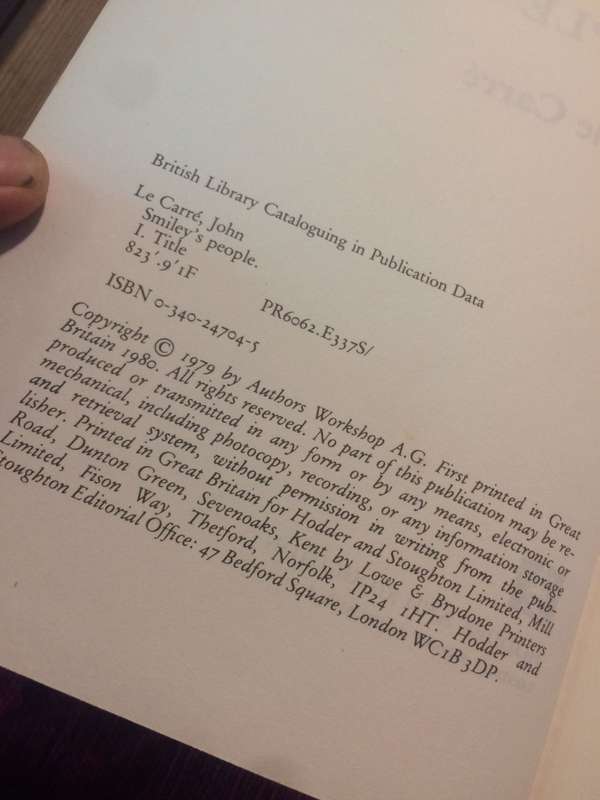 British Library Cataloguing in Publication Data
Le Carré, John
Smiley's people.
I. Title
823'.9'1F PR6062.E337S/
ISBN 0-340-24704-5
Copyright © 1979 by Authors Workshop A.G. First printed in Great
Britain 1980. All rights reserved. No part of this publication may be re-
produced or transmitted in any form or by any means, electronic or
mechanical, including photocopy, recording, or any information storage
and retrieval system, without permission in writing from the pub-
lisher. Printed in Great Britain for Hodder and Stoughton Limited, Mill
Road, Dunton Green, Sevenoaks, Kent by Lowe & Brydone Printers
Limited, Fison Way, Thetford, Norfolk, IP24 1HT. Hodder and
Stoughton Editorial Office: 47 Bedford Square, London WC1B 3DP.